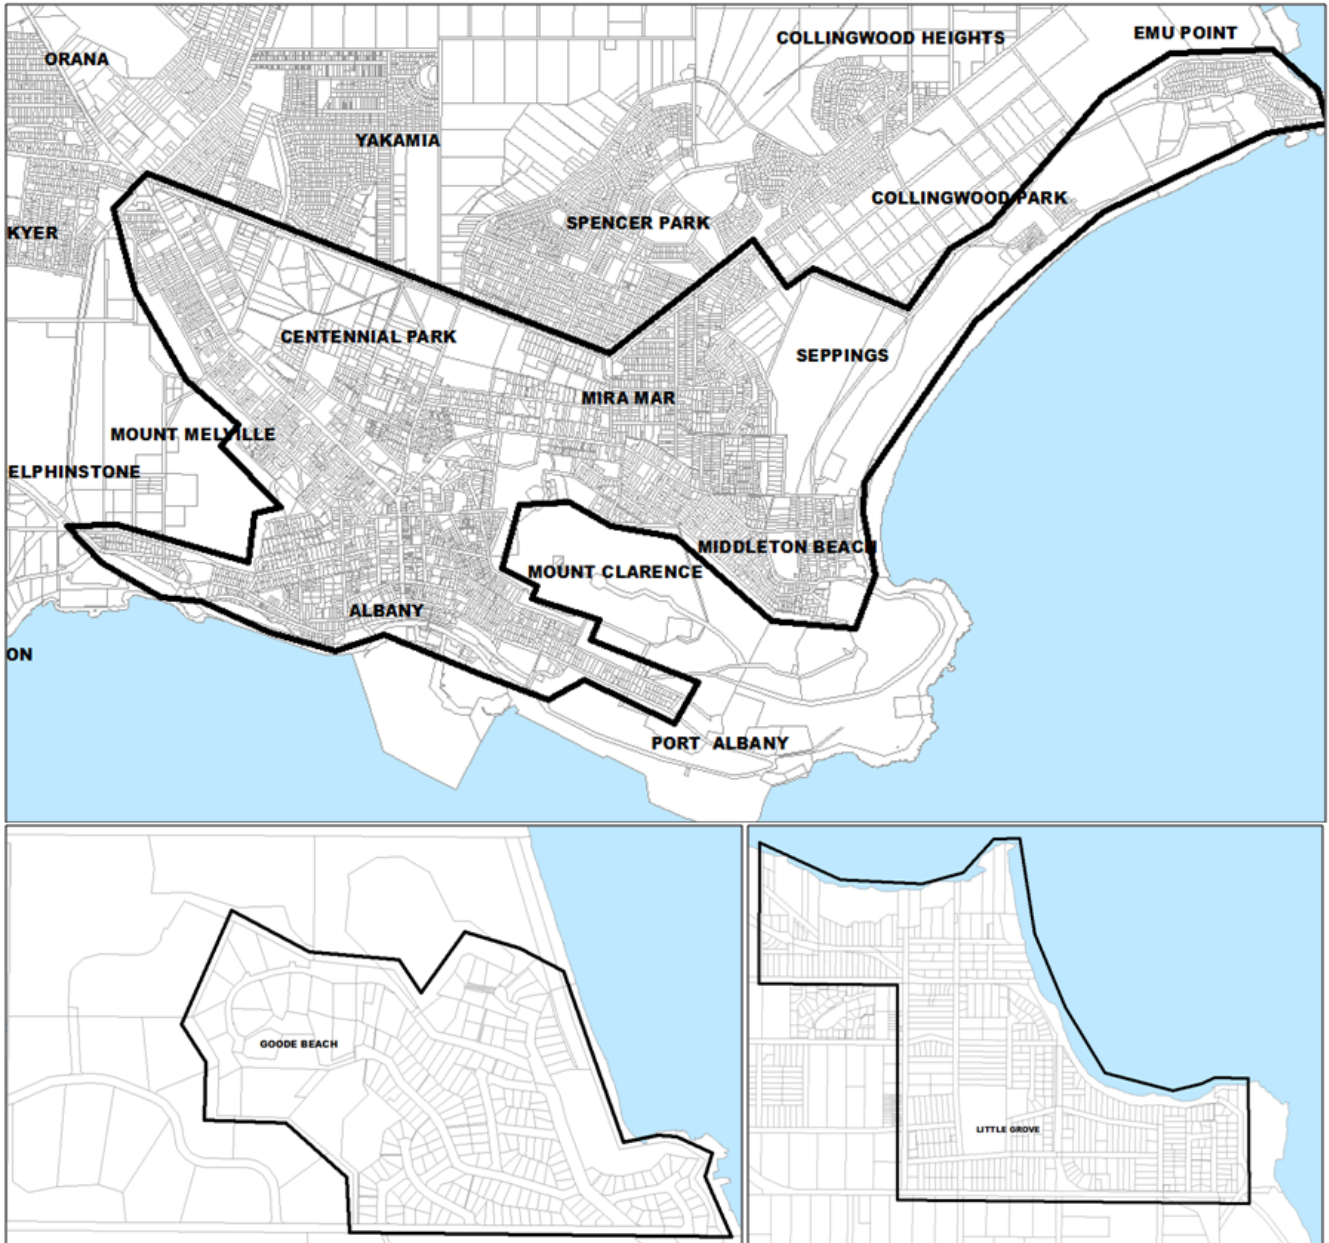 ORANA
COLLINGWOOD HEIGHTS
EMU POINT
YAKAMIA
COLLINGWOOD PARK
SPENCER PARK
KYER
CENTENNIAL PARK
SEPPINGS
MIRA MAR
MOUNT MELVILLE
ELPHINSTONE
MIDDLETON BEACH
MOUNT CLARENCE
ALBANY
ON
PORT ALBANY
GOODE BEACH
LITTLE GROVE